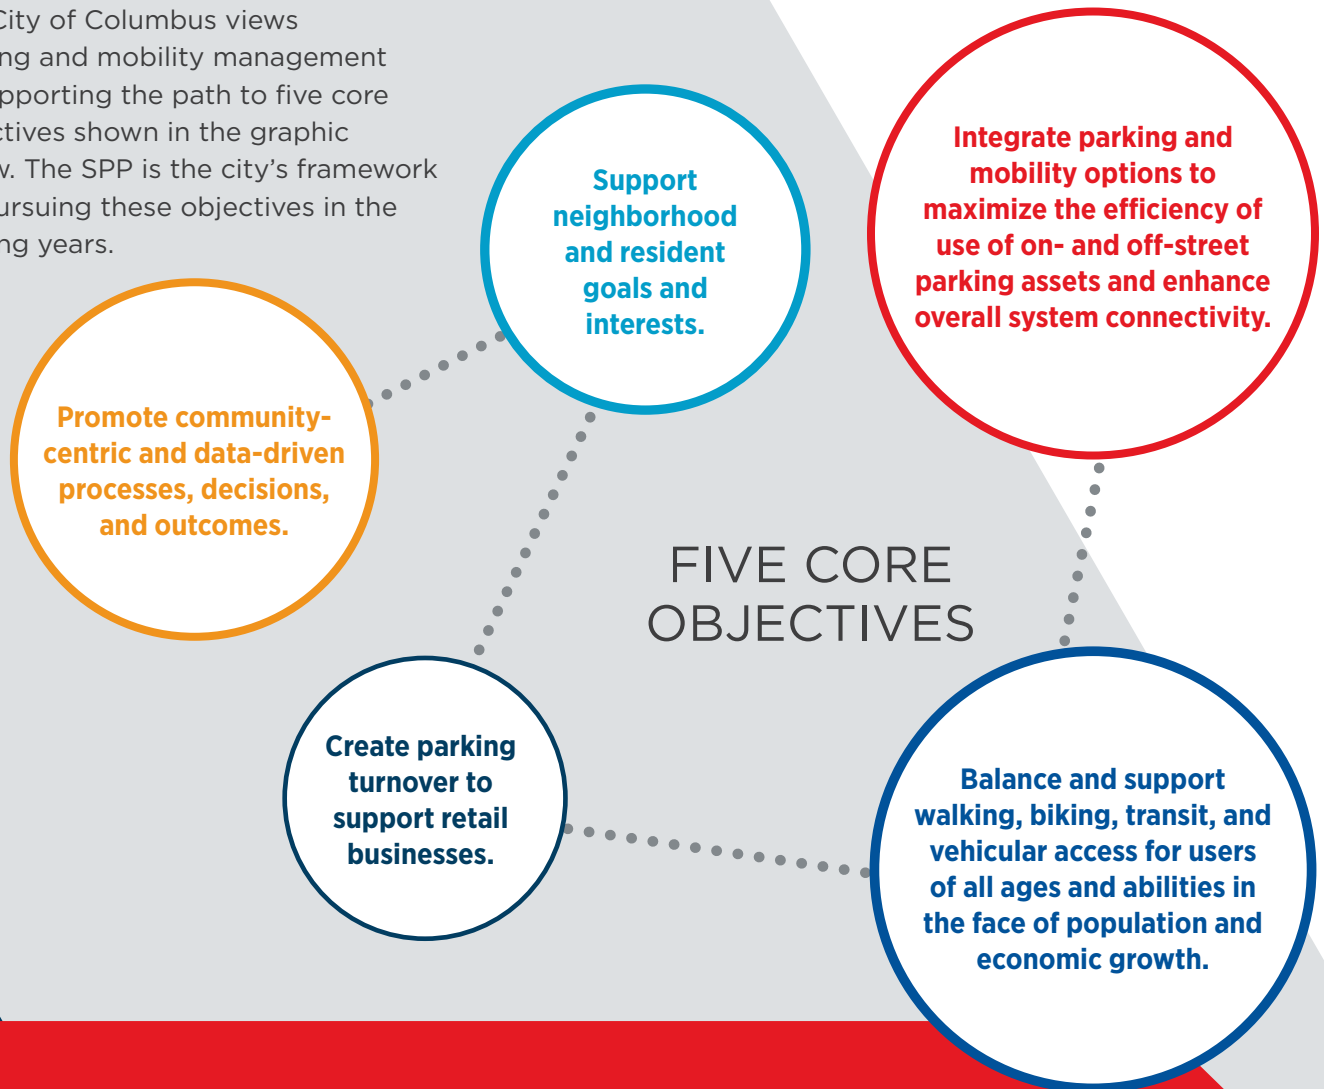 City of Columbus views
ng and mobility management
pporting the path to five core
ctives shown in the graphic
w. The SPP is the city's framework
ursuing these objectives in the
ng years.
Support
neighborhood
and resident
goals and
interests.
Integrate parking and
mobility options to
maximize the efficiency of
use of on- and off-street
parking assets and enhance
overall system connectivity.
Promote community-
centric and data-driven
processes, decisions,
and outcomes.
FIVE CORE
OBJECTIVES
Create parking
turnover to
support retail
businesses.
Balance and support
walking, biking, transit, and
vehicular access for users
of all ages and abilities in
the face of population and
economic growth.